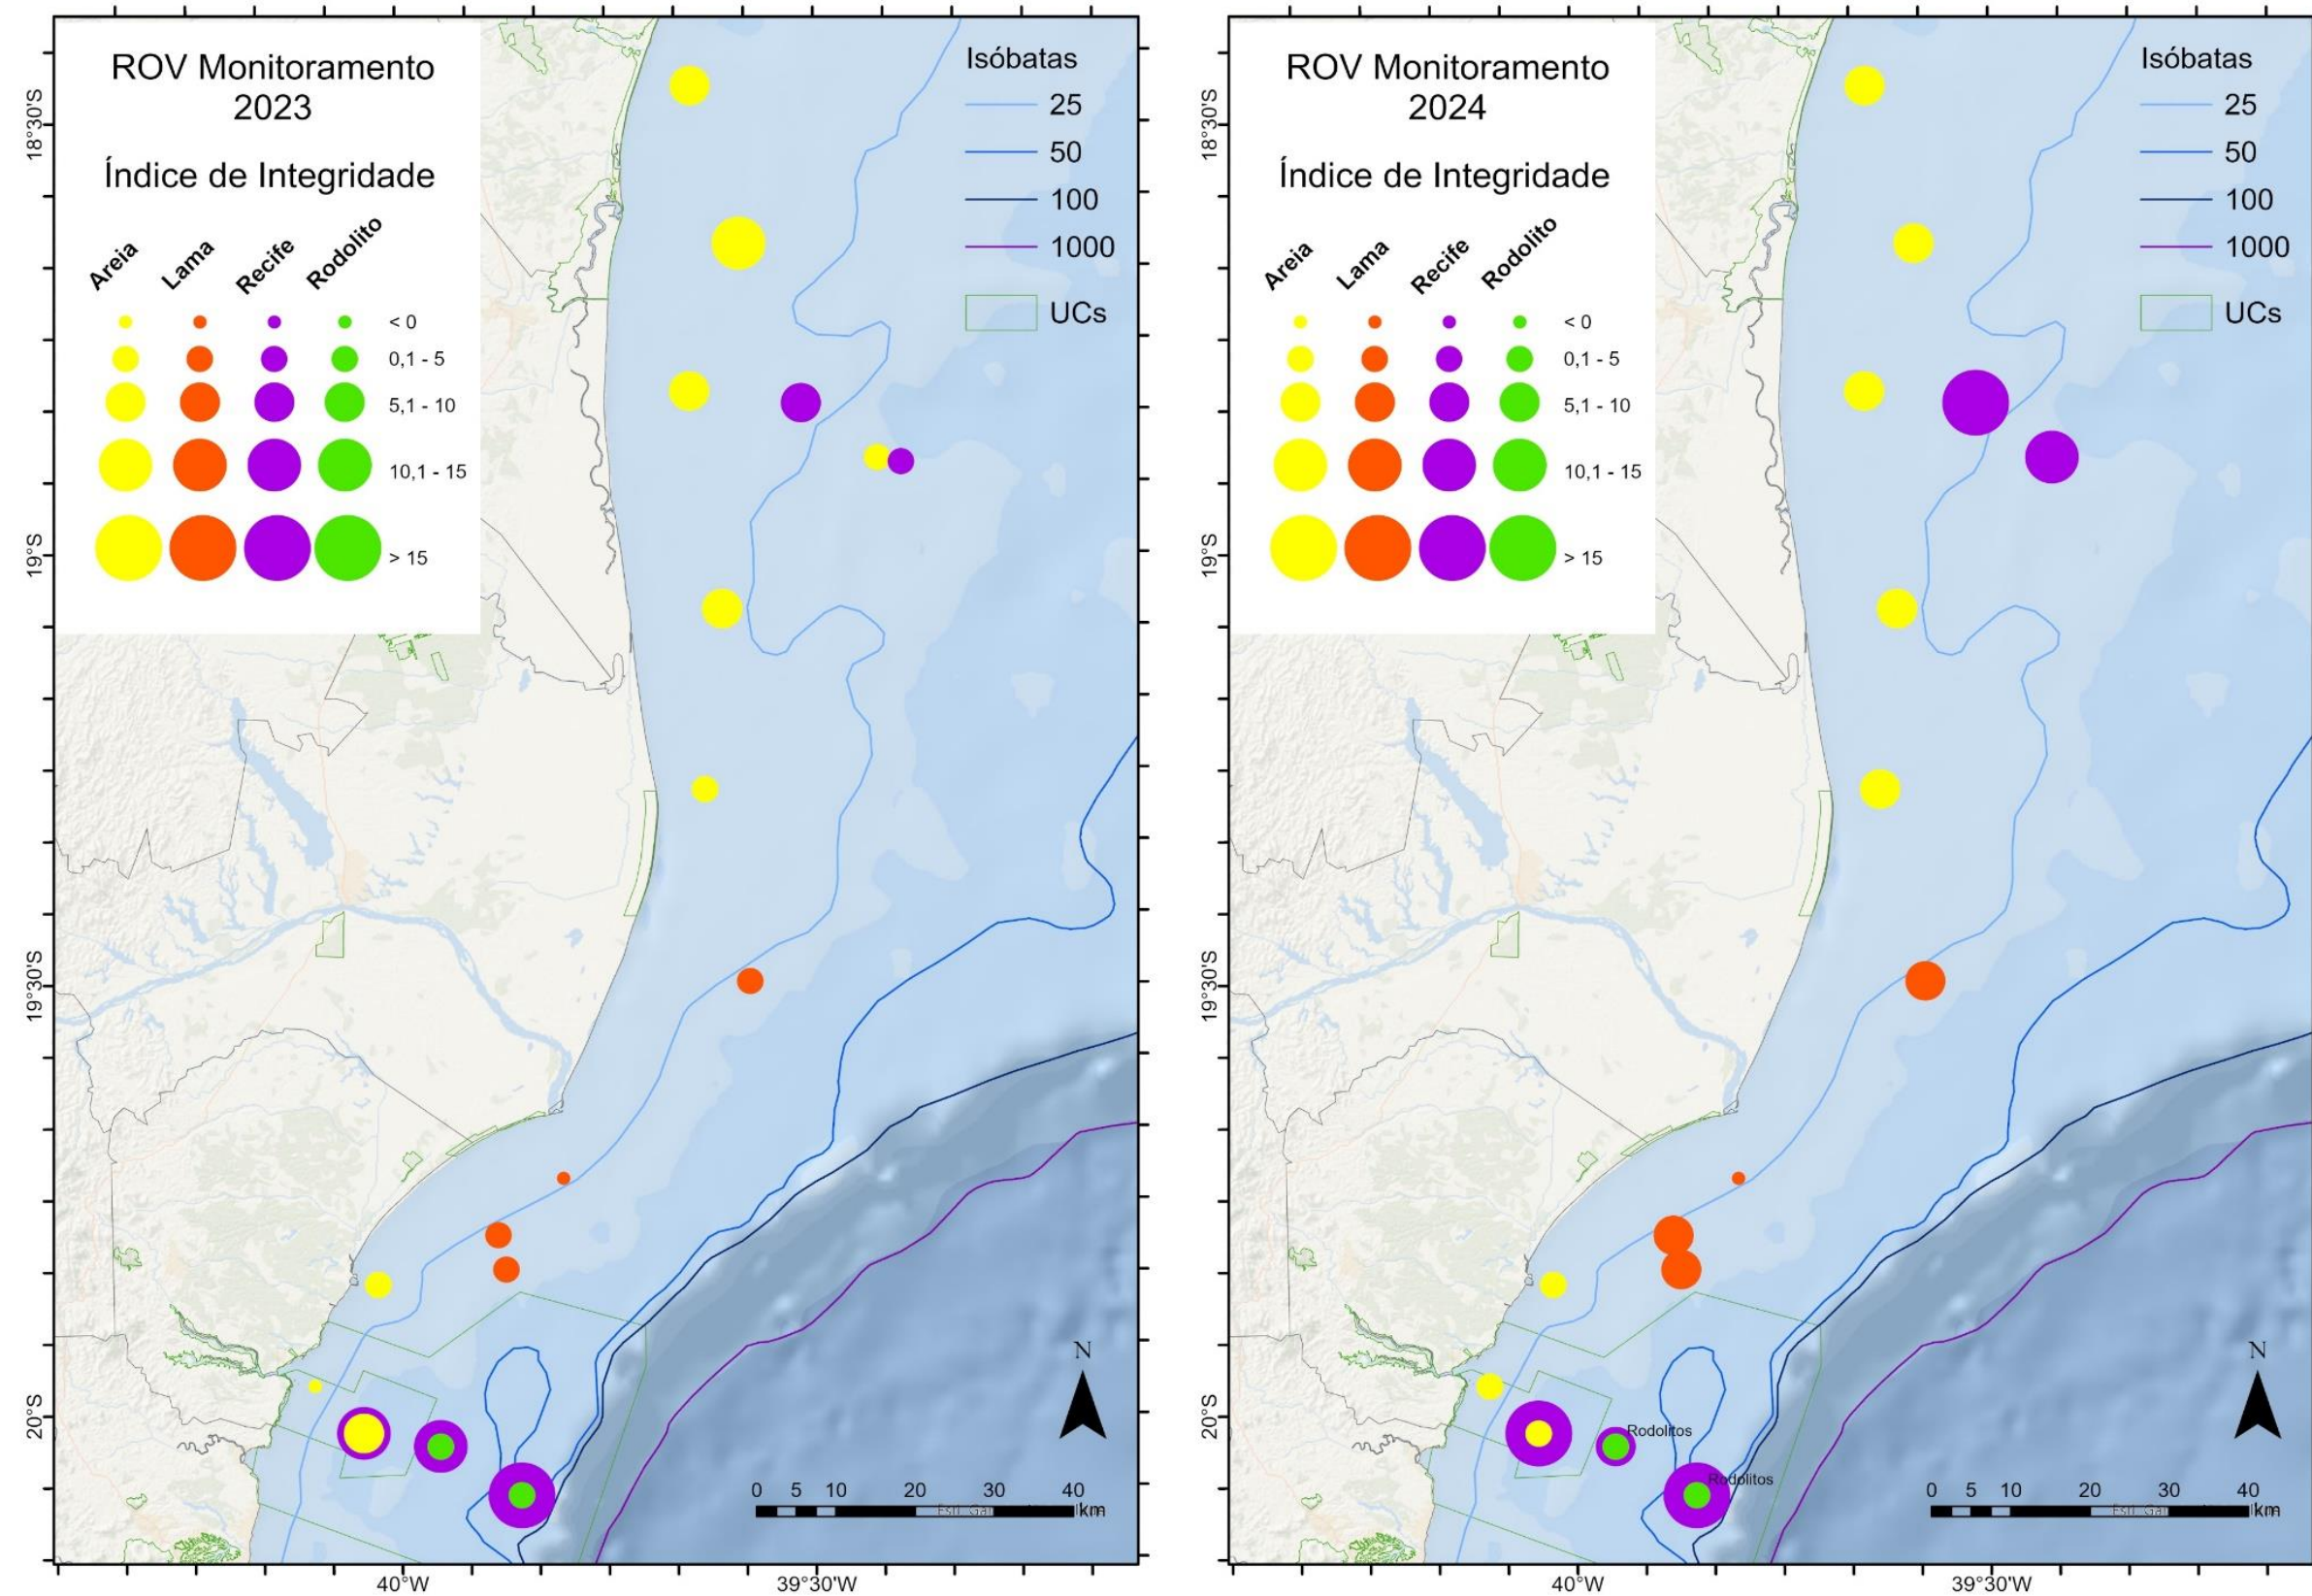 ROV Monitoramento
2023
Índice de Integridade
Areia
Lama
Recife
Rodolito
< 0
0,1 - 5
5,1 - 10
10,1 - 15
> 15
Isóbatas
25
50
100
1000
UCs
18°30'S
19°S
19°30'S
20°S
40°W
39°30'W
N
0 5 10 20 30 40
km
ROV Monitoramento
2024
Índice de Integridade
Areia
Lama
Recife
Rodolito
< 0
0,1 - 5
5,1 - 10
10,1 - 15
> 15
Isóbatas
25
50
100
1000
UCs
18°30'S
19°S
19°30'S
20°S
Rodolitos
Rodolitos
40°W
39°30'W
N
0 5 10 20 30 40
km